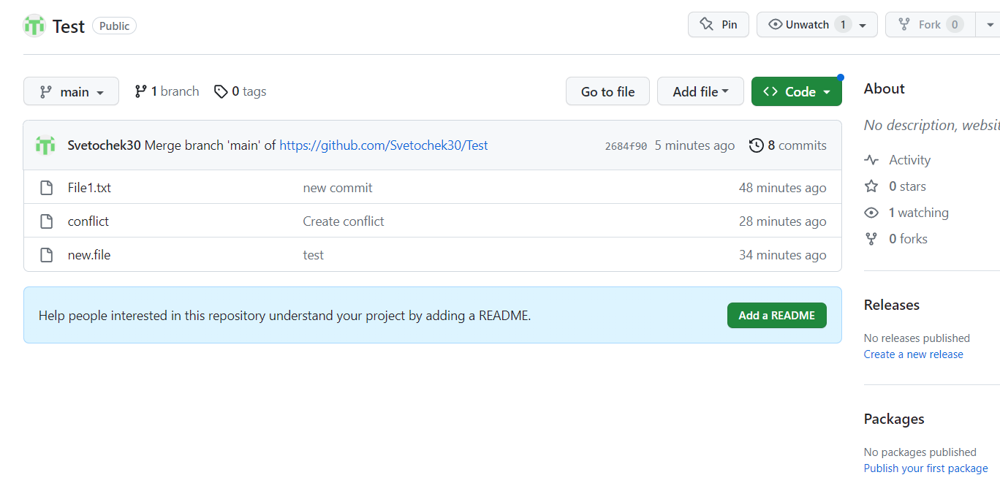 Test Public Pin Unwatch 1 Fork 0
main 1 branch 0 tags Go to file Add file Code
Svetochek30 Merge branch 'main' of https://github.com/Svetochek30/Test 2684f90 5 minutes ago 8 commits
File1.txt new commit 48 minutes ago
conflict Create conflict 28 minutes ago
new.file test 34 minutes ago
Help people interested in this repository understand your project by adding a README. Add a README
About
No description, websit
Activity
0 stars
1 watching
0 forks
Releases
No releases published
Create a new release
Packages
No packages published
Publish your first package